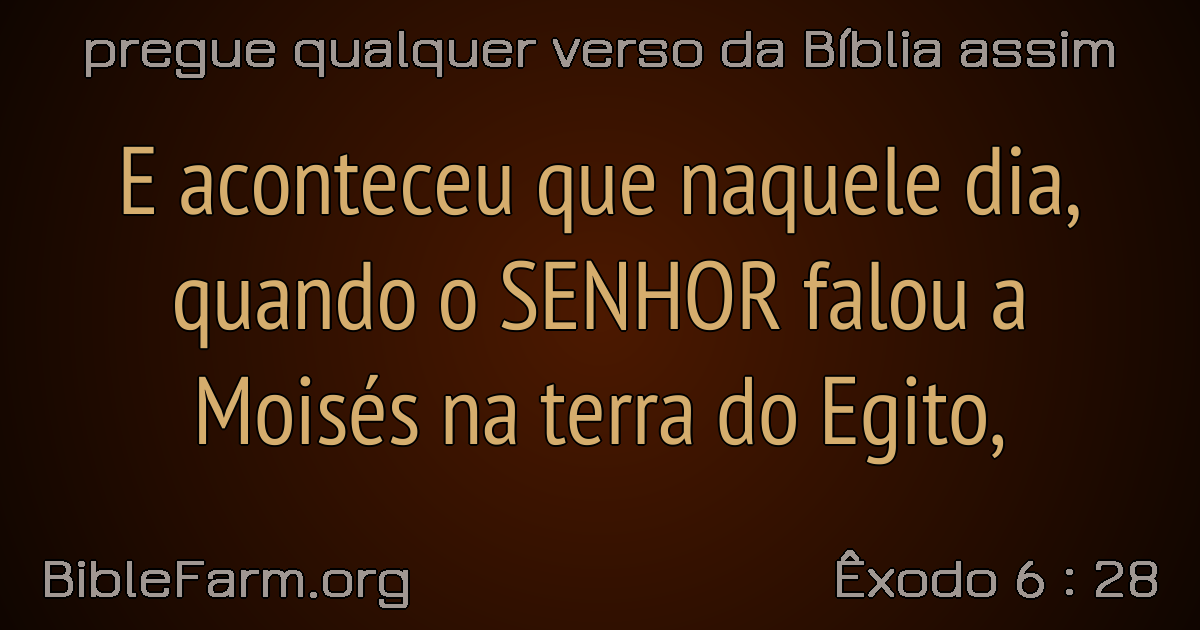 pregue qualquer verso da Bíblia assim
E aconteceu que naquele dia,
quando o SENHOR falou a
Moisés na terra do Egito,
BibleFarm.org
Êxodo 6 : 28